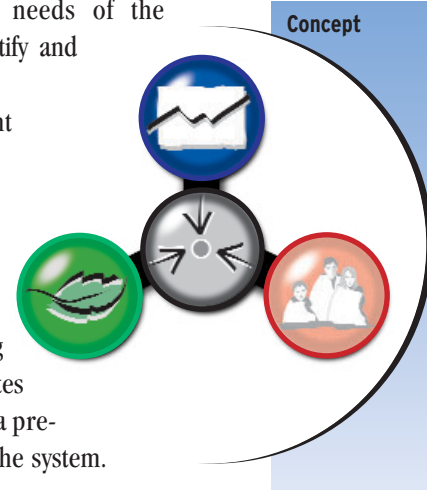 needs of the
Concept
tify and
nt
g
tes
a pre-
he system.